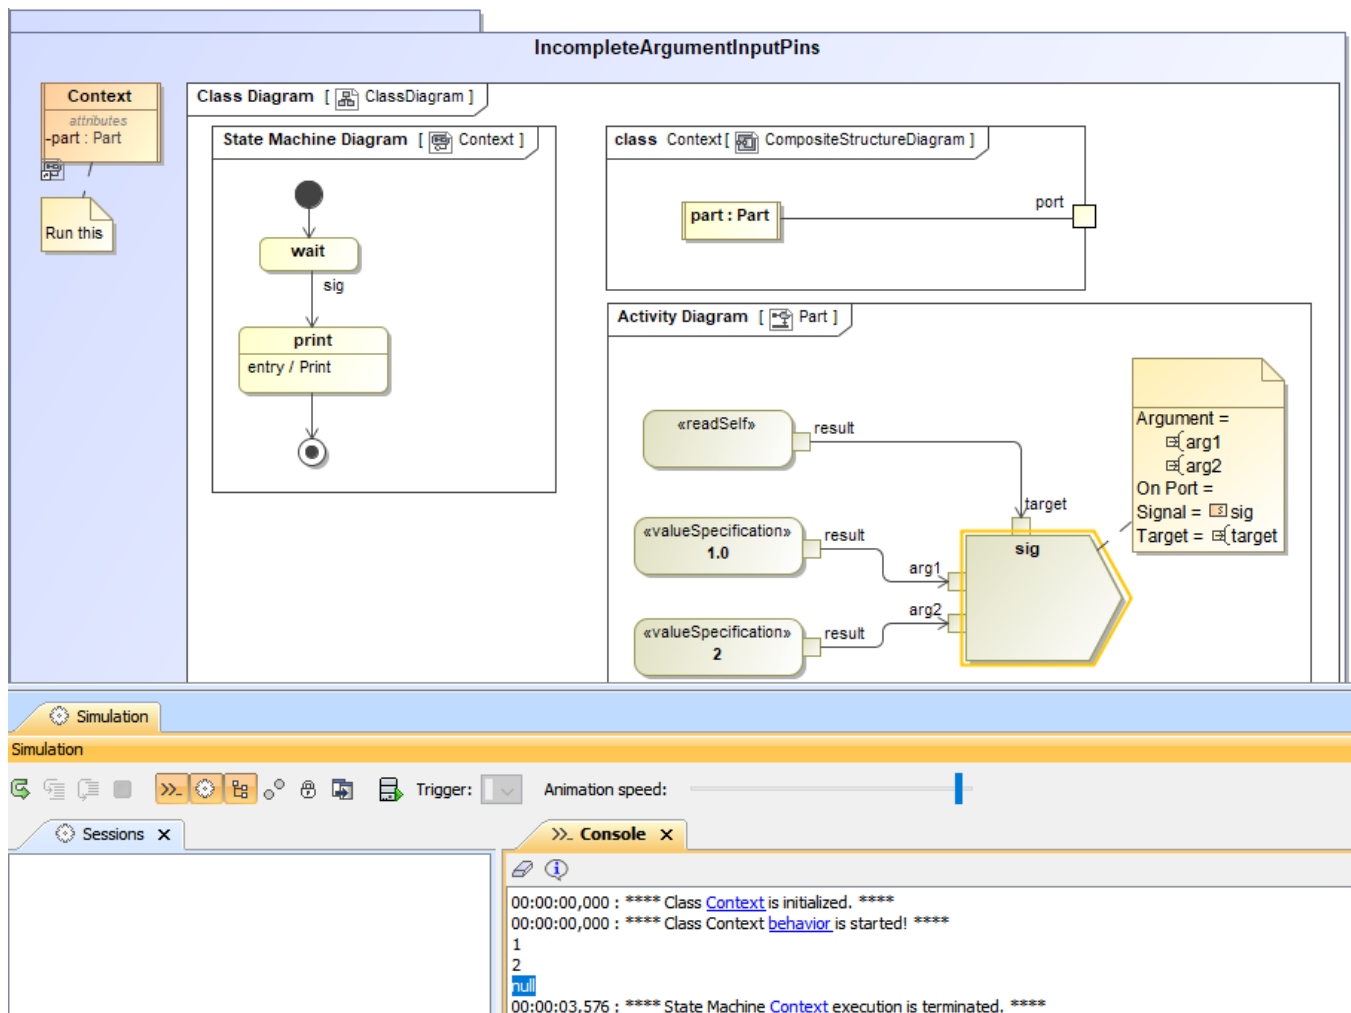 IncompleteArgumentInputPins
Context
attributes
-part : Part
Run this
Class Diagram [ ClassDiagram ]
State Machine Diagram [ Context ]
wait
sig
print
entry / Print
class Context[ CompositeStructureDiagram ]
part : Part
port
Activity Diagram [ Part ]
«readSelf»
result
target
«valueSpecification»
1.0
result
arg1
«valueSpecification»
2
result
arg2
sig
Argument =
arg1
arg2
On Port =
Signal = sig
Target = target
Simulation
Simulation
Trigger:
Animation speed:
Sessions
Console
00:00:00,000 : **** Class Context is initialized. ****
00:00:00,000 : **** Class Context behavior is started! ****
1
2
null
00:00:03,576 : **** State Machine Context execution is terminated. ****